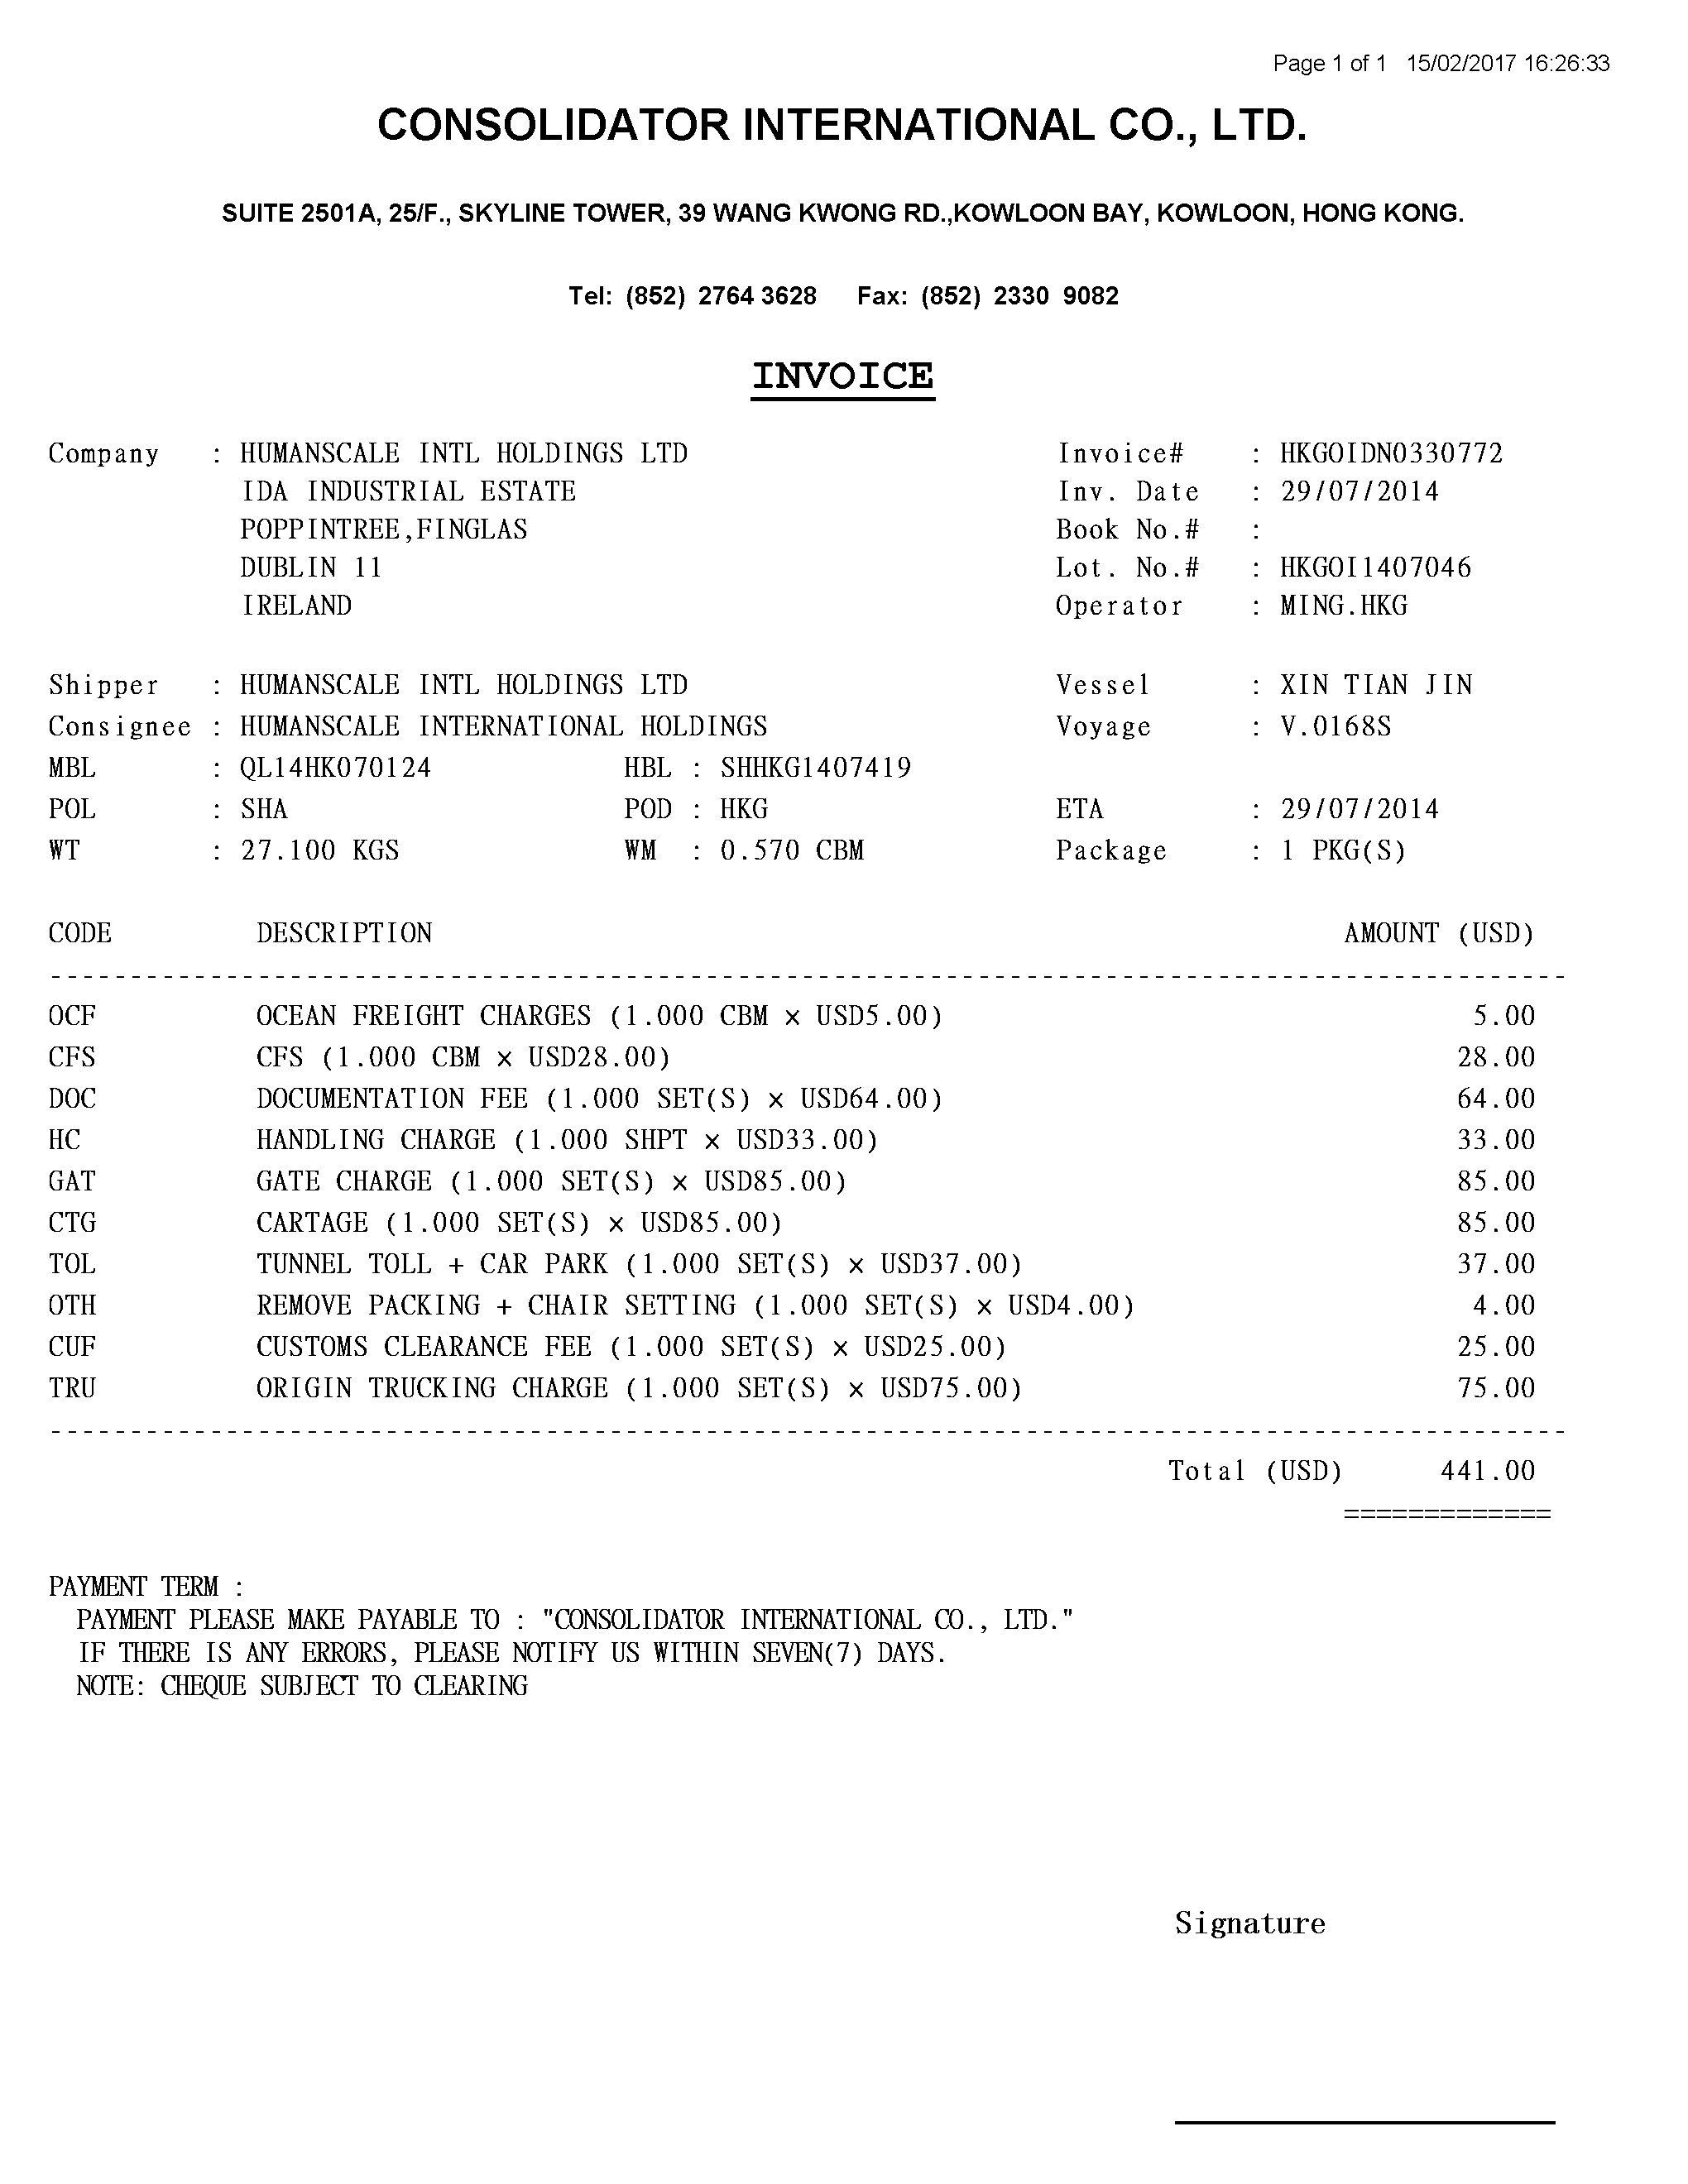 Page 1 of 1 15/02/2017 16:26:33
CONSOLIDATOR INTERNATIONAL CO., LTD.
SUITE 2501A, 25/F., SKYLINE TOWER, 39 WANG KWONG RD.,KOWLOON BAY, KOWLOON, HONG KONG.
Tel: (852) 2764 3628 Fax: (852) 2330 9082
INVOICE
Company : HUMANSCALE INTL HOLDINGS LTD Invoice# : HKGOIDN0330772
IDA INDUSTRIAL ESTATE Inv. Date : 29/07/2014
POPPINTREE,FINGLAS Book No.# :
DUBLIN 11 Lot. No.# : HKGOI1407046
IRELAND Operator : MING.HKG
Shipper : HUMANSCALE INTL HOLDINGS LTD Vessel : XIN TIAN JIN
Consignee : HUMANSCALE INTERNATIONAL HOLDINGS Voyage : V.0168S
MBL : QL14HK070124 HBL : SHHKG1407419
POL : SHA POD : HKG ETA : 29/07/2014
WT : 27.100 KGS WM : 0.570 CBM Package : 1 PKG(S)
CODE DESCRIPTION AMOUNT (USD)
OCF OCEAN FREIGHT CHARGES (1.000 CBM × USD5.00) 5.00
CFS CFS (1.000 CBM × USD28.00) 28.00
DOC DOCUMENTATION FEE (1.000 SET(S) × USD64.00) 64.00
HC HANDLING CHARGE (1.000 SHPT × USD33.00) 33.00
GAT GATE CHARGE (1.000 SET(S) × USD85.00) 85.00
CTG CARTAGE (1.000 SET(S) × USD85.00) 85.00
TOL TUNNEL TOLL + CAR PARK (1.000 SET(S) × USD37.00) 37.00
OTH REMOVE PACKING + CHAIR SETTING (1.000 SET(S) × USD4.00) 4.00
CUF CUSTOMS CLEARANCE FEE (1.000 SET(S) × USD25.00) 25.00
TRU ORIGIN TRUCKING CHARGE (1.000 SET(S) × USD75.00) 75.00
Total (USD) 441.00
=============
PAYMENT TERM :
PAYMENT PLEASE MAKE PAYABLE TO : "CONSOLIDATOR INTERNATIONAL CO., LTD."
IF THERE IS ANY ERRORS, PLEASE NOTIFY US WITHIN SEVEN(7) DAYS.
NOTE: CHEQUE SUBJECT TO CLEARING
Signature